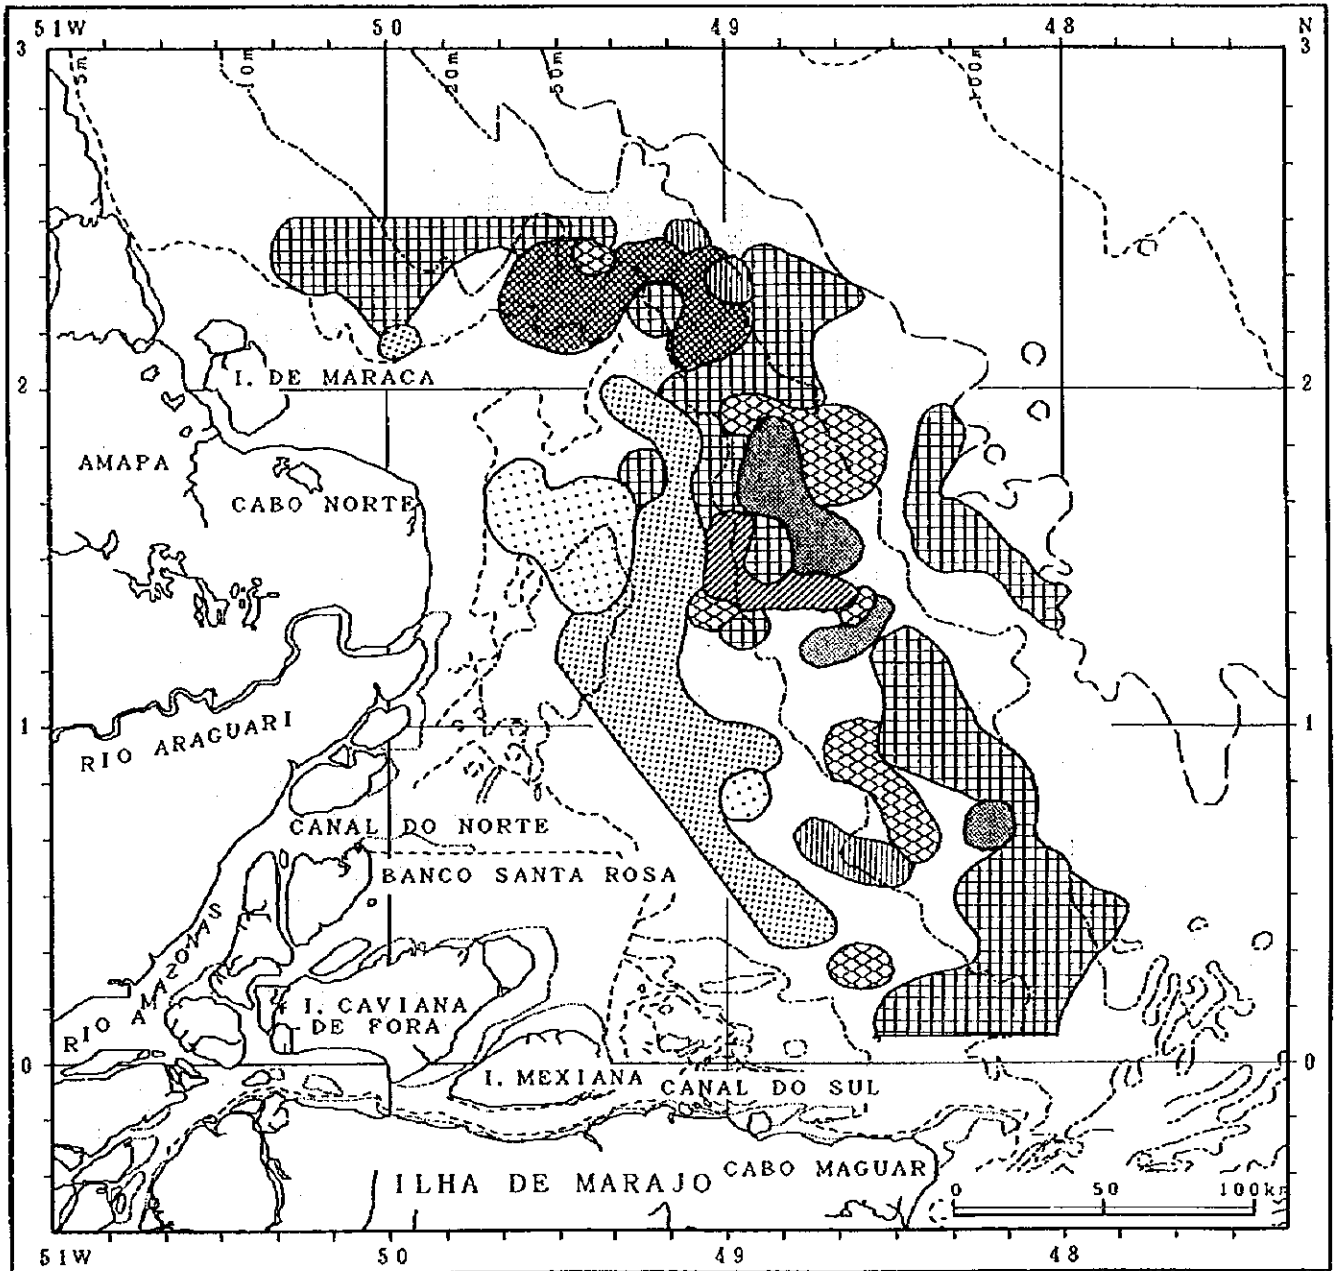 51W 50 49 48 N
3 3
5m 10m 20m 50m 100m
2 2
I. DE MARACA
AMAPA
CABO NORTE
1 1
RIO ARAGUARI
CANAL DO NORTE
BANCO SANTA ROSA
RIO AMAZONAS
I. CAVIANA
DE FORA
0 0
I. MEXIANA
CANAL DO SUL
CABO MAGUAR
ILHA DE MARAJO
0 50 100km
51W 50 49 48